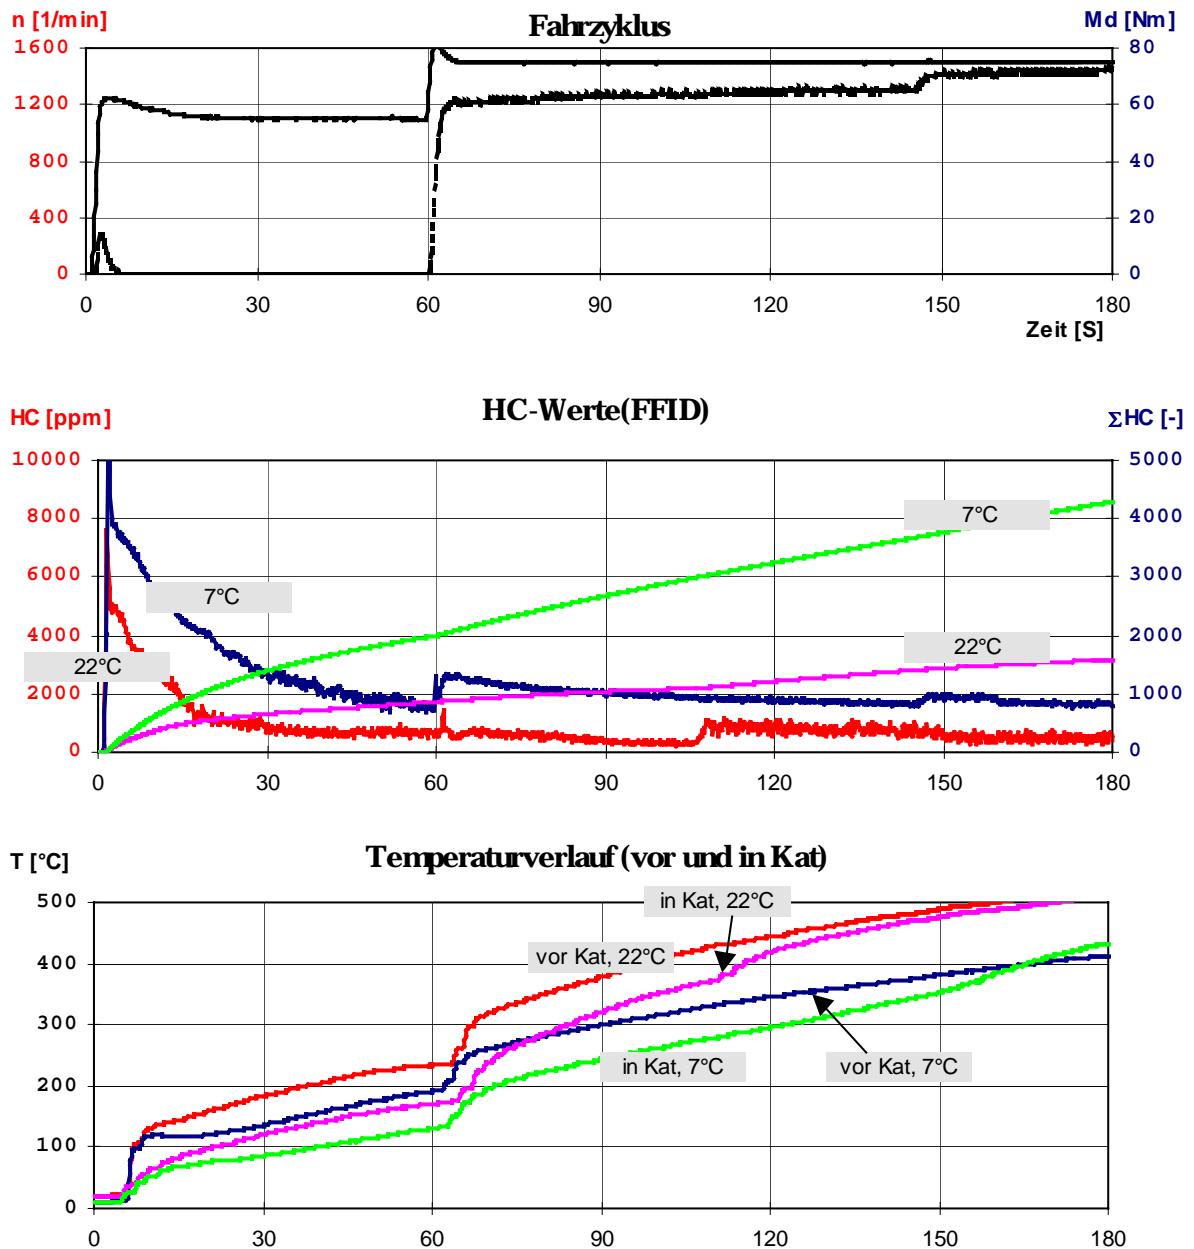 n [1/min]
Fahrzyklus
Md [Nm]
1600
80
1200
60
800
40
400
20
0
0
0
30
60
90
120
150
180
Zeit [S]
HC [ppm]
HC-Werte(FFID)
ΣHC [-]
10000
5000
8000
4000
7°C
6000
3000
7°C
4000
2000
22°C
22°C
2000
1000
0
0
0
30
60
90
120
150
180
T [°C]
Temperaturverlauf (vor und in Kat)
500
in Kat, 22°C
vor Kat, 22°C
400
300
in Kat, 7°C
vor Kat, 7°C
200
100
0
0
30
60
90
120
150
180